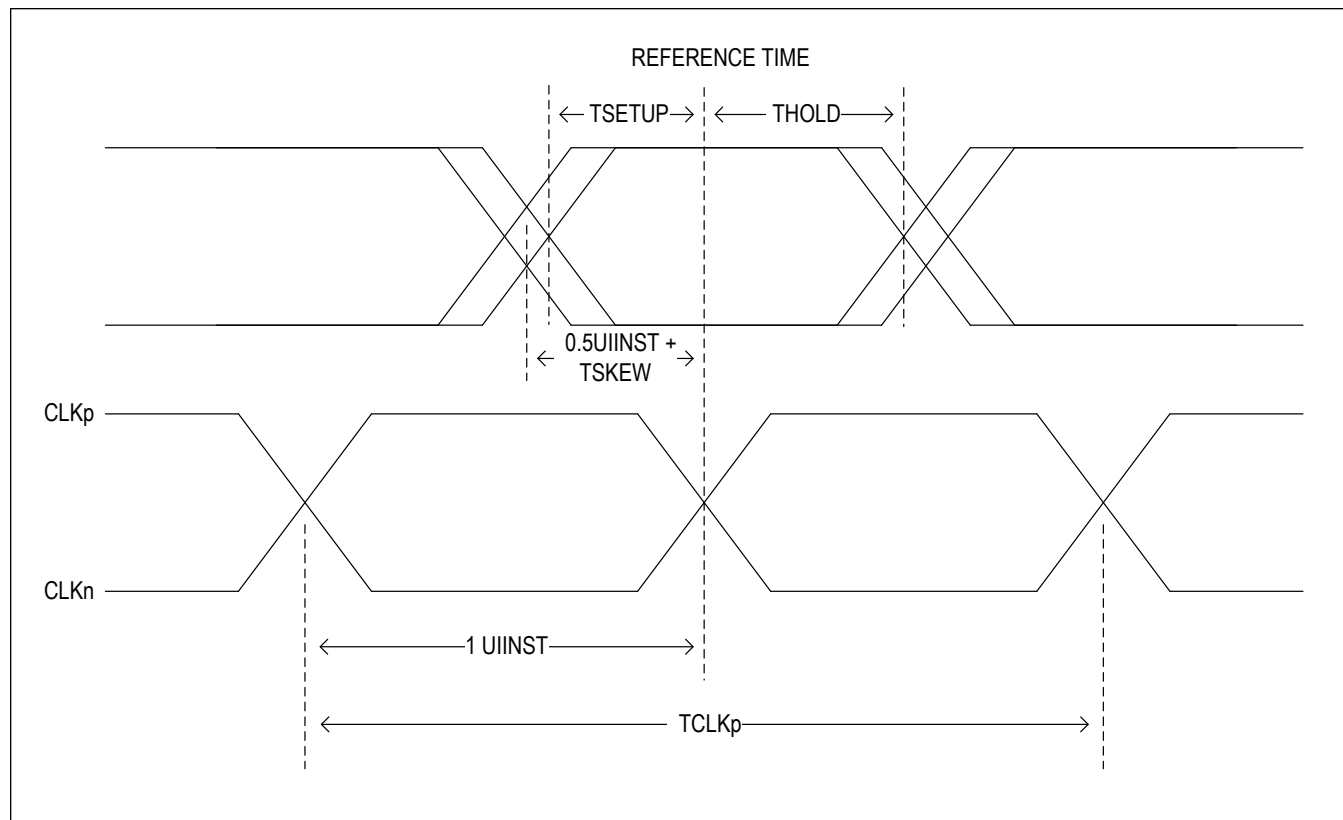 REFERENCE TIME
TSETUP
THOLD
0.5UIINST +
TSKEW
CLKp
CLKn
1 UIINST
TCLKp